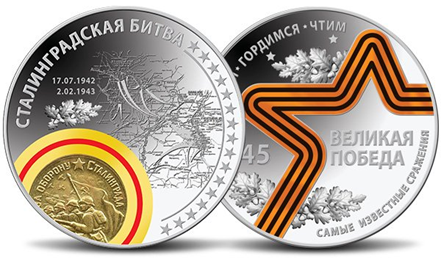 СТАЛИНГРАДСКАЯ БИТВА
17.07.1942
2.02.1943
ОБОРОНУ СТАЛИНГРАДА
· ГОРДИМСЯ · ЧТИМ
45
ВЕЛИКАЯ
ПОБЕДА
САМЫЕ ИЗВЕСТНЫЕ СРАЖЕНИЯ